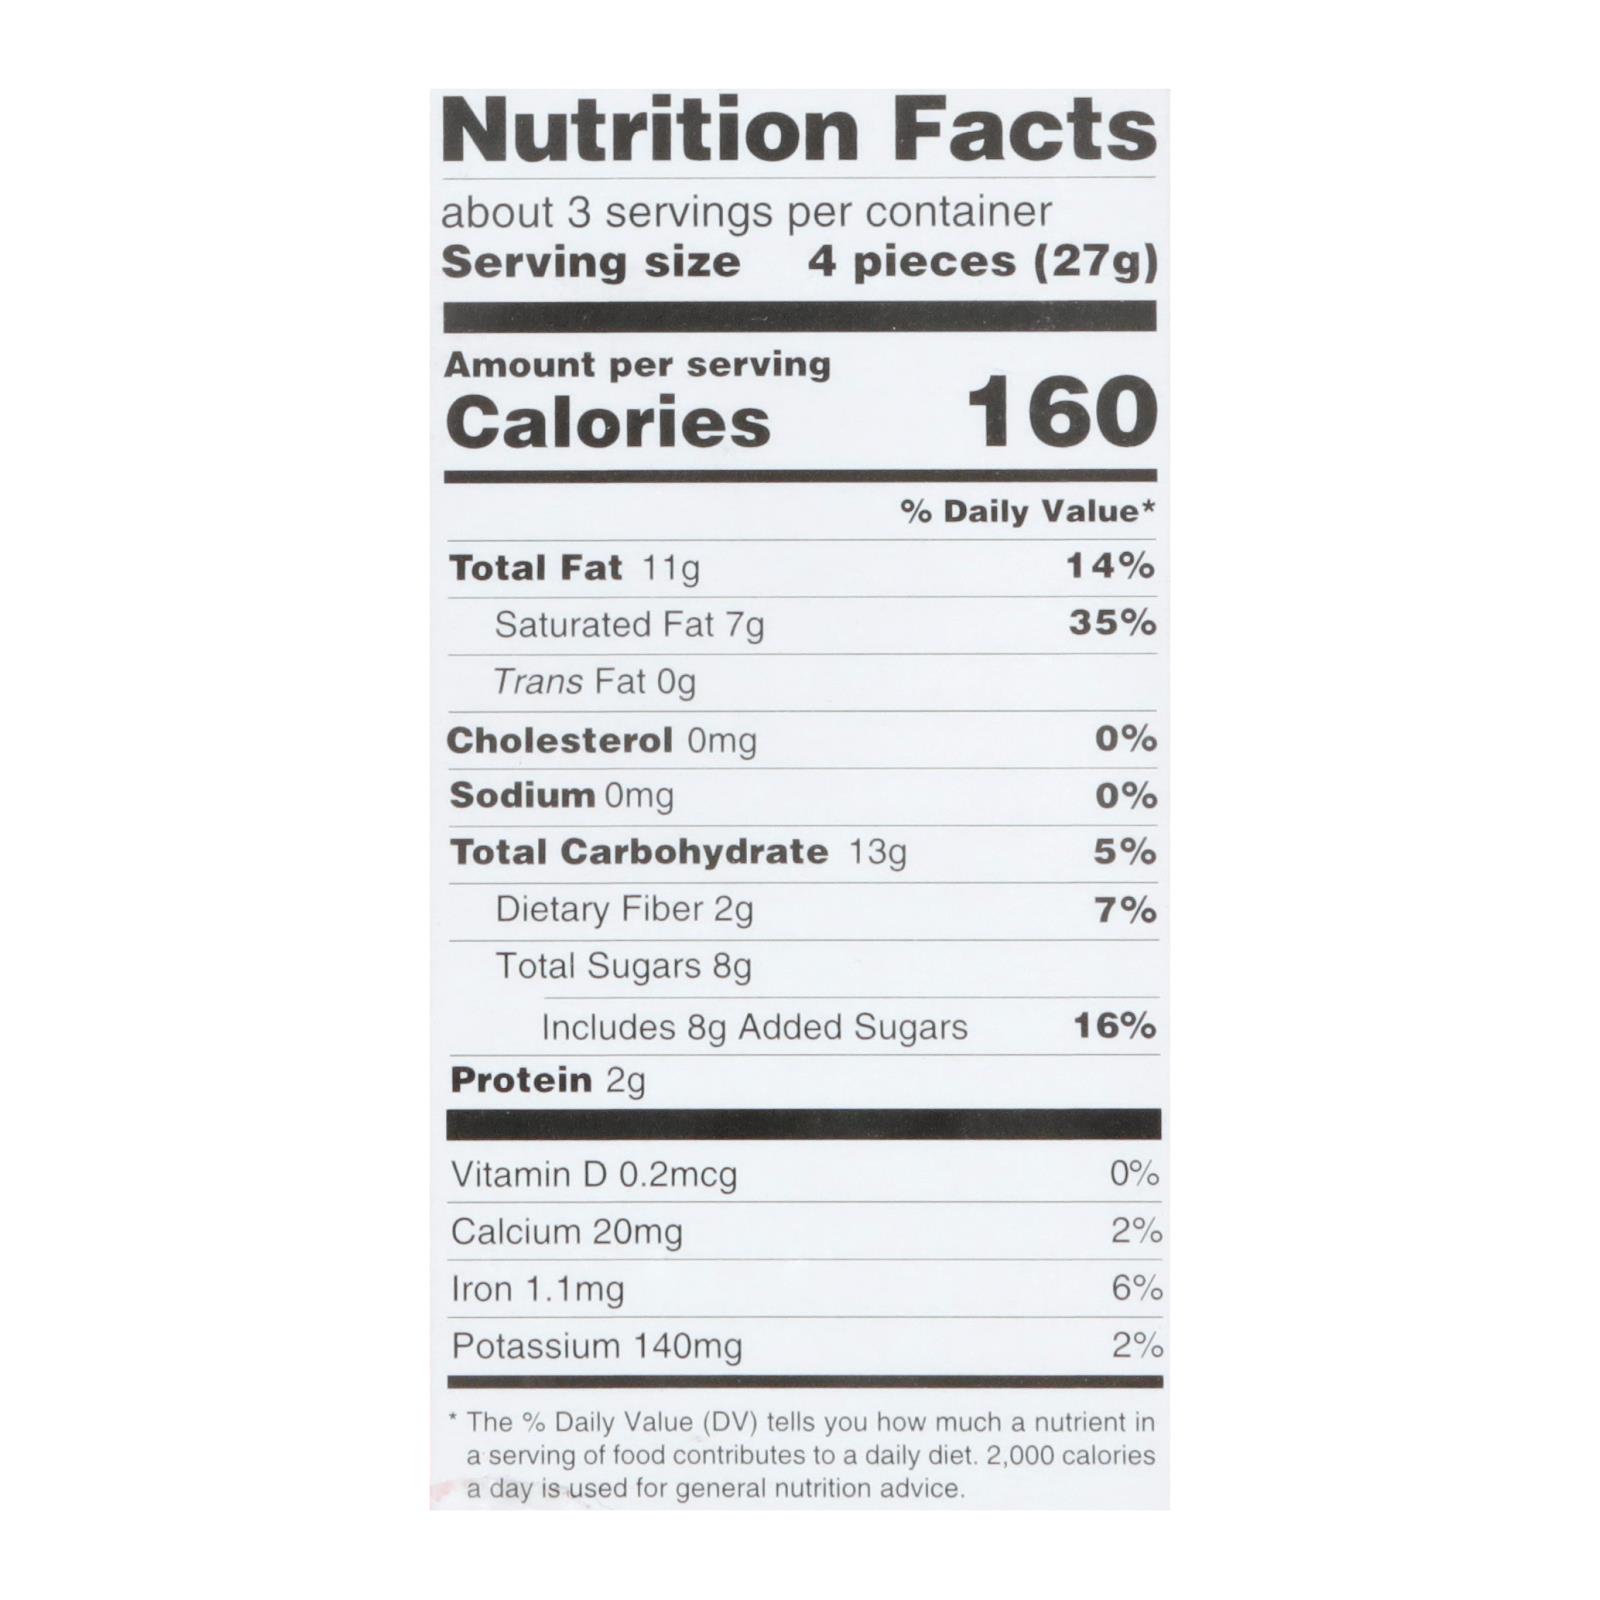 Nutrition Facts
about 3 servings per container
Serving size 4 pieces (27g)
Amount per serving
Calories 160
% Daily Value*
Total Fat 11g 14%
Saturated Fat 7g 35%
Trans Fat 0g
Cholesterol 0mg 0%
Sodium 0mg 0%
Total Carbohydrate 13g 5%
Dietary Fiber 2g 7%
Total Sugars 8g
Includes 8g Added Sugars 16%
Protein 2g
Vitamin D 0.2mcg 0%
Calcium 20mg 2%
Iron 1.1mg 6%
Potassium 140mg 2%
* The % Daily Value (DV) tells you how much a nutrient in
a serving of food contributes to a daily diet. 2,000 calories
a day is used for general nutrition advice.